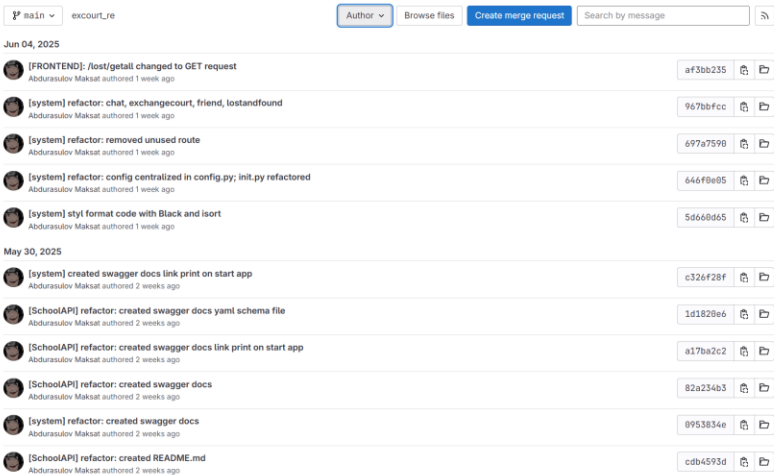 main
excourt_re
Author
Browse files
Create merge request
Search by message
Jun 04, 2025
[FRONTEND]: /lost/getall changed to GET request
Abdurasulov Maksat authored 1 week ago
af3bb235
[system] refactor: chat, exchangecourt, friend, lostandfound
Abdurasulov Maksat authored 1 week ago
967bbfcc
[system] refactor: removed unused route
Abdurasulov Maksat authored 1 week ago
697a7590
[system] refactor: config centralized in config.py; init.py refactored
Abdurasulov Maksat authored 1 week ago
646f0e05
[system] styl format code with Black and isort
Abdurasulov Maksat authored 1 week ago
5d660d65
May 30, 2025
[system] created swagger docs link print on start app
Abdurasulov Maksat authored 2 weeks ago
c326f28f
[SchoolAPI] refactor: created swagger docs yaml schema file
Abdurasulov Maksat authored 2 weeks ago
1d1820e6
[SchoolAPI] refactor: created swagger docs link print on start app
Abdurasulov Maksat authored 2 weeks ago
a17ba2c2
[SchoolAPI] refactor: created swagger docs
Abdurasulov Maksat authored 2 weeks ago
82a234b3
[system] refactor: created swagger docs
Abdurasulov Maksat authored 2 weeks ago
0953834e
[SchoolAPI] refactor: created README.md
Abdurasulov Maksat authored 2 weeks ago
cdb4593d